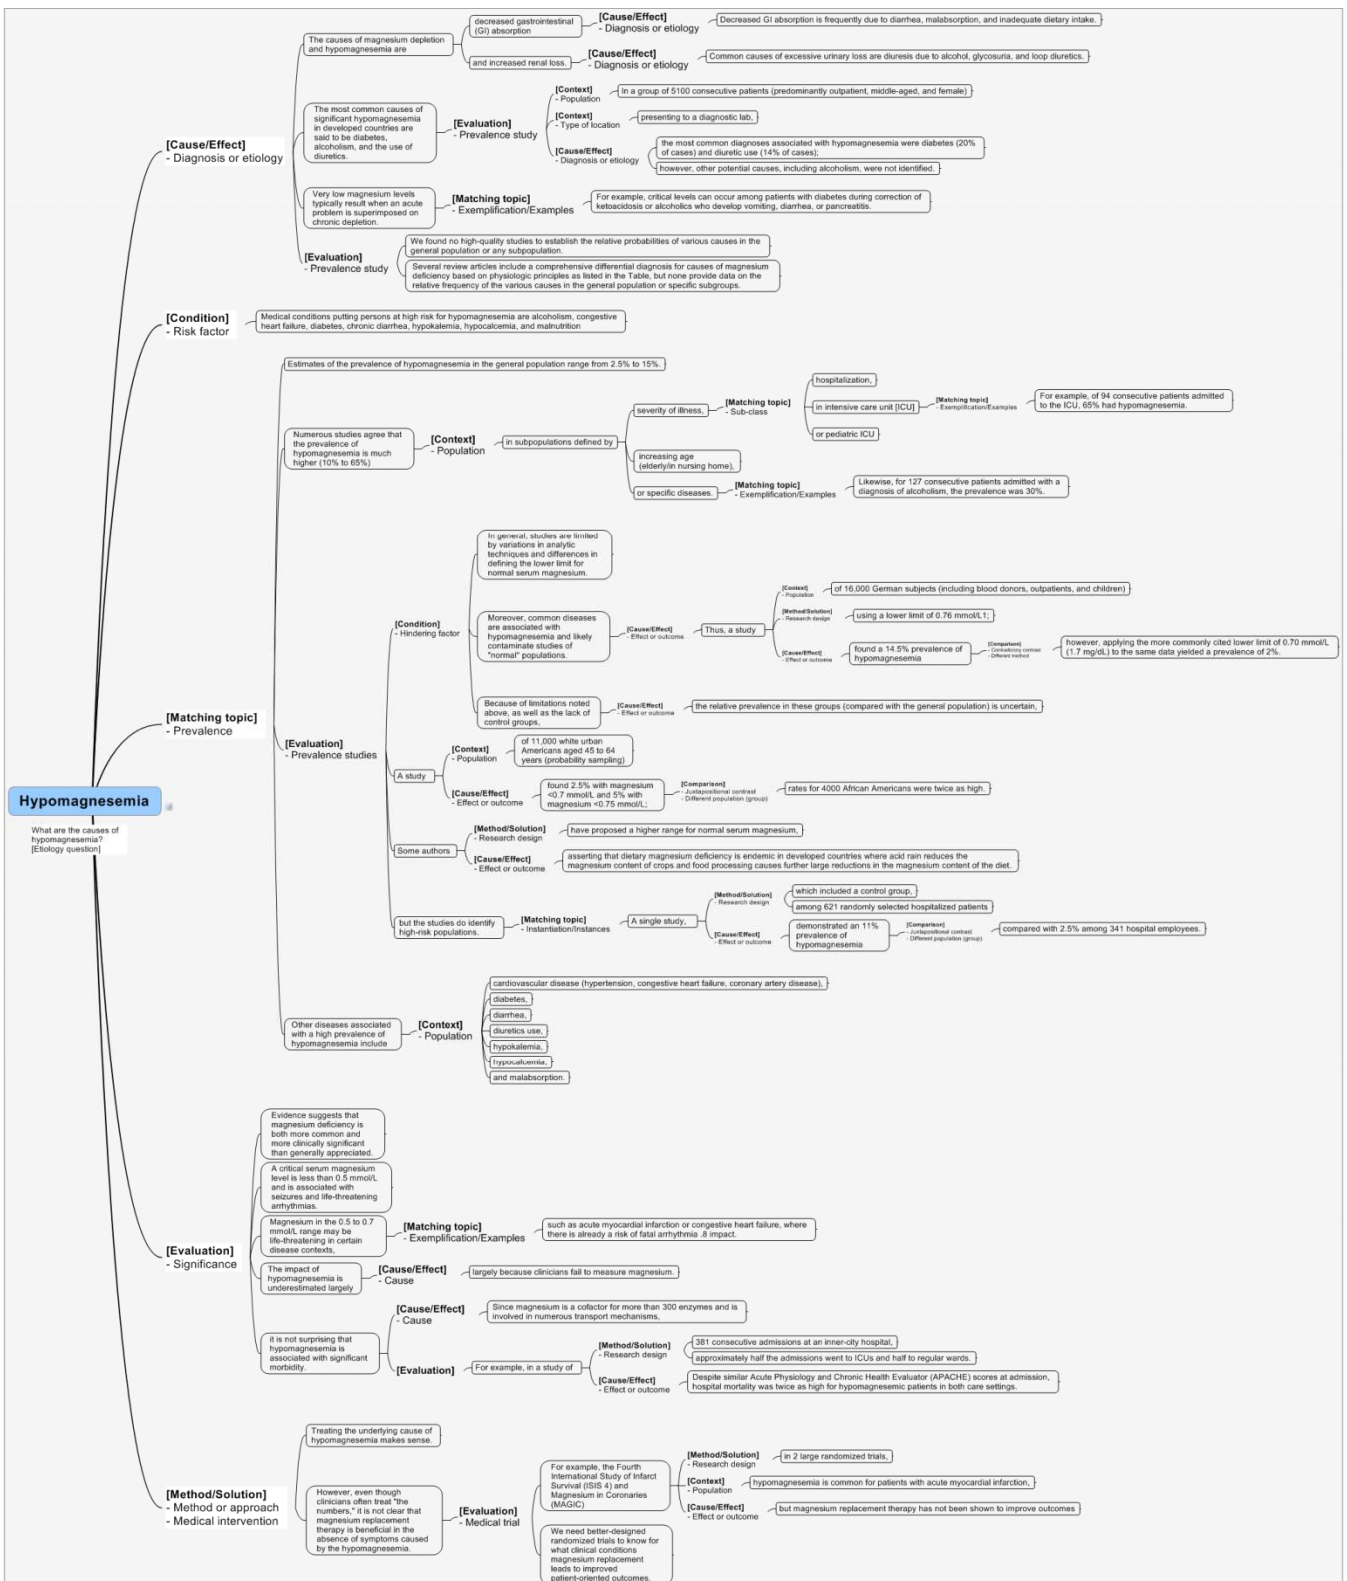 Hypomagnesemia
What are the causes of
hypomagnesemia?
[Etiology question]
[Cause/Effect]
- Diagnosis or etiology
The causes of magnesium depletion
and hypomagnesemia are
decreased gastrointestinal
(GI) absorption
[Cause/Effect]
- Diagnosis or etiology
Decreased GI absorption is frequently due to diarrhea, malabsorption, and inadequate dietary intake.
and increased renal loss.
[Cause/Effect]
- Diagnosis or etiology
Common causes of excessive urinary loss are diuresis due to alcohol, glycosuria, and loop diuretics.
The most common causes of
significant hypomagnesemia
in developed countries are
said to be diabetes,
alcoholism, and the use of
diuretics.
[Evaluation]
- Prevalence study
[Context]
- Population
In a group of 5100 consecutive patients (predominantly outpatient, middle-aged, and female)
[Context]
- Type of location
presenting to a diagnostic lab,
[Cause/Effect]
- Diagnosis or etiology
the most common diagnoses associated with hypomagnesemia were diabetes (20%
of cases) and diuretic use (14% of cases);
however, other potential causes, including alcoholism, were not identified.
Very low magnesium levels
typically result when an acute
problem is superimposed on
chronic depletion.
[Matching topic]
- Exemplification/Examples
For example, critical levels can occur among patients with diabetes during correction of
ketoacidosis or alcoholics who develop vomiting, diarrhea, or pancreatitis.
[Evaluation]
- Prevalence study
We found no high-quality studies to establish the relative probabilities of various causes in the
general population or any subpopulation.
Several review articles include a comprehensive differential diagnosis for causes of magnesium
deficiency based on physiologic principles as listed in the Table, but none provide data on the
relative frequency of the various causes in the general population or specific subgroups.
[Condition]
- Risk factor
Medical conditions putting persons at high risk for hypomagnesemia are alcoholism, congestive
heart failure, diabetes, chronic diarrhea, hypokalemia, hypocalcemia, and malnutrition
[Matching topic]
- Prevalence
Estimates of the prevalence of hypomagnesemia in the general population range from 2.5% to 15%.
Numerous studies agree that
the prevalence of
hypomagnesemia is much
higher (10% to 65%)
[Context]
- Population
in subpopulations defined by
severity of illness,
[Matching topic]
- Sub-class
hospitalization,
in intensive care unit [ICU]
[Matching topic]
- Exemplification/Examples
For example, of 94 consecutive patients admitted
to the ICU, 65% had hypomagnesemia.
or pediatric ICU
increasing age
(elderly/in nursing home),
or specific diseases.
[Matching topic]
- Exemplification/Examples
Likewise, for 127 consecutive patients admitted with a
diagnosis of alcoholism, the prevalence was 30%.
[Evaluation]
- Prevalence studies
[Condition]
- Hindering factor
In general, studies are limited
by variations in analytic
techniques and differences in
defining the lower limit for
normal serum magnesium.
Moreover, common diseases
are associated with
hypomagnesemia and likely
contaminate studies of
"normal" populations.
[Cause/Effect]
- Effect or outcome
Thus, a study
[Context]
- Population
of 16,000 German subjects (including blood donors, outpatients, and children)
[Method/Solution]
- Research design
using a lower limit of 0.76 mmol/L1;
[Cause/Effect]
- Effect or outcome
found a 14.5% prevalence of
hypomagnesemia
[Comparison]
- Contradictory contrast
- Different method
however, applying the more commonly cited lower limit of 0.70 mmol/L
(1.7 mg/dL) to the same data yielded a prevalence of 2%.
Because of limitations noted
above, as well as the lack of
control groups,
[Cause/Effect]
- Effect or outcome
the relative prevalence in these groups (compared with the general population) is uncertain,
A study
[Context]
- Population
of 11,000 white urban
Americans aged 45 to 64
years (probability sampling)
[Cause/Effect]
- Effect or outcome
found 2.5% with magnesium
<0.7 mmol/L and 5% with
magnesium <0.75 mmol/L;
[Comparison]
- Juxtapositional contrast
- Different population (group)
rates for 4000 African Americans were twice as high.
Some authors
[Method/Solution]
- Research design
have proposed a higher range for normal serum magnesium,
[Cause/Effect]
- Effect or outcome
asserting that dietary magnesium deficiency is endemic in developed countries where acid rain reduces the
magnesium content of crops and food processing causes further large reductions in the magnesium content of the diet.
but the studies do identify
high-risk populations.
[Matching topic]
- Instantiation/Instances
A single study,
[Method/Solution]
- Research design
which included a control group,
among 621 randomly selected hospitalized patients
[Cause/Effect]
- Effect or outcome
demonstrated an 11%
prevalence of
hypomagnesemia
[Comparison]
- Juxtapositional contrast
- Different population (group)
compared with 2.5% among 341 hospital employees.
Other diseases associated
with a high prevalence of
hypomagnesemia include
[Context]
- Population
cardiovascular disease (hypertension, congestive heart failure, coronary artery disease),
diabetes,
diarrhea,
diuretics use,
hypokalemia,
hypocalcemia,
and malabsorption.
[Evaluation]
- Significance
Evidence suggests that
magnesium deficiency is
both more common and
more clinically significant
than generally appreciated.
A critical serum magnesium
level is less than 0.5 mmol/L
and is associated with
seizures and life-threatening
arrhythmias.
Magnesium in the 0.5 to 0.7
mmol/L range may be
life-threatening in certain
disease contexts,
[Matching topic]
- Exemplification/Examples
such as acute myocardial infarction or congestive heart failure, where
there is already a risk of fatal arrhythmia .8 impact.
The impact of
hypomagnesemia is
underestimated largely
[Cause/Effect]
- Cause
largely because clinicians fail to measure magnesium.
it is not surprising that
hypomagnesemia is
associated with significant
morbidity.
[Cause/Effect]
- Cause
Since magnesium is a cofactor for more than 300 enzymes and is
involved in numerous transport mechanisms,
[Evaluation]
For example, in a study of
[Method/Solution]
- Research design
381 consecutive admissions at an inner-city hospital,
approximately half the admissions went to ICUs and half to regular wards.
[Cause/Effect]
- Effect or outcome
Despite similar Acute Physiology and Chronic Health Evaluator (APACHE) scores at admission,
hospital mortality was twice as high for hypomagnesemic patients in both care settings.
[Method/Solution]
- Method or approach
- Medical intervention
Treating the underlying cause of
hypomagnesemia makes sense.
However, even though
clinicians often treat "the
numbers," it is not clear that
magnesium replacement
therapy is beneficial in the
absence of symptoms caused
by the hypomagnesemia.
[Evaluation]
- Medical trial
For example, the Fourth
International Study of Infarct
Survival (ISIS 4) and
Magnesium in Coronaries
(MAGIC)
[Method/Solution]
- Research design
in 2 large randomized trials,
[Context]
- Population
hypomagnesemia is common for patients with acute myocardial infarction,
[Cause/Effect]
- Effect or outcome
but magnesium replacement therapy has not been shown to improve outcomes
We need better-designed
randomized trials to know for
what clinical conditions
magnesium replacement
leads to improved
patient-oriented outcomes.